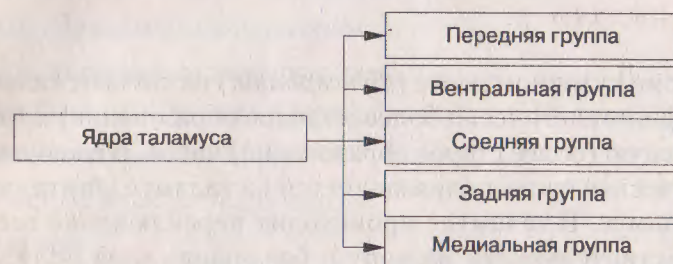 Передняя группа
Вентральная группа
Ядра таламуса
Средняя группа
Задняя группа
Медиальная группа